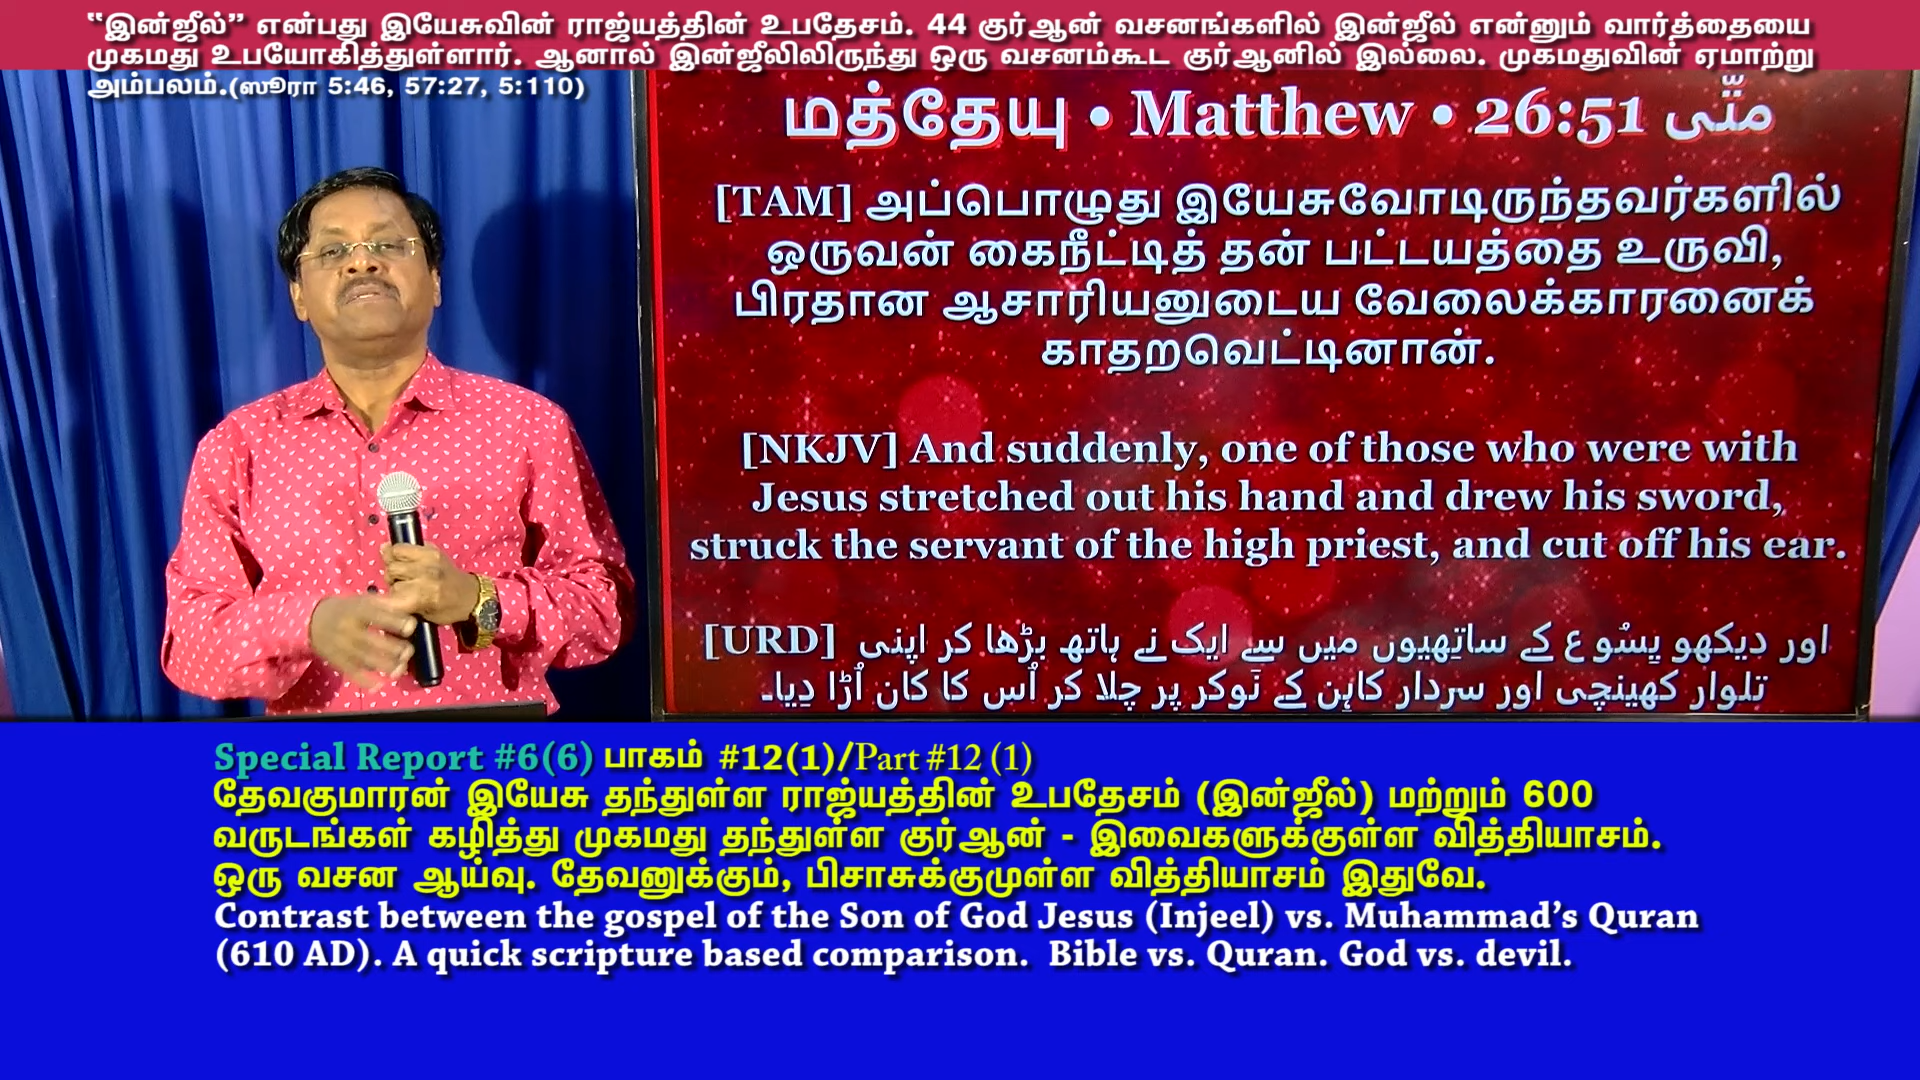 “இன்ஜீல்” என்பது இயேசுவின் ராஜ்யத்தின் உபதேசம். 44 குர்ஆன் வசனங்களில் இன்ஜீல் என்னும் வார்த்தையை
முகமது உபயோகித்துள்ளார். ஆனால் இன்ஜீலிலிருந்து ஒரு வசனம்கூட குர்ஆனில் இல்லை. முகமதுவின் ஏமாற்று
அம்பலம்.(ஸூரா 5:46, 57:27, 5:110)
மத்தேயு • Matthew • 26:51 متّی
[TAM] அப்பொழுது இயேசுவோடிருந்தவர்களில்
ஒருவன் கைநீட்டித் தன் பட்டயத்தை உருவி,
பிரதான ஆசாரியனுடைய வேலைக்காரனைக்
காதறவெட்டினான்.
[NKJV] And suddenly, one of those who were with
Jesus stretched out his hand and drew his sword,
struck the servant of the high priest, and cut off his ear.
[URD] اور دیکھو یِسُو ع کے ساتِھیوں میں سے ایک نے ہاتھ بڑھا کر اپنی
تلوار کھینچی اور سردار کاہِن کے نَوکر پر چلا کر اُس کا کان اُڑا دِیا۔
Special Report #6(6) பாகம் #12(1)/Part #12 (1)
தேவகுமாரன் இயேசு தந்துள்ள ராஜ்யத்தின் உபதேசம் (இன்ஜீல்) மற்றும் 600
வருடங்கள் கழித்து முகமது தந்துள்ள குர்ஆன் - இவைகளுக்குள்ள வித்தியாசம்.
ஒரு வசன ஆய்வு. தேவனுக்கும், பிசாசுக்குமுள்ள வித்தியாசம் இதுவே.
Contrast between the gospel of the Son of God Jesus (Injeel) vs. Muhammad’s Quran
(610 AD). A quick scripture based comparison.  Bible vs. Quran. God vs. devil.